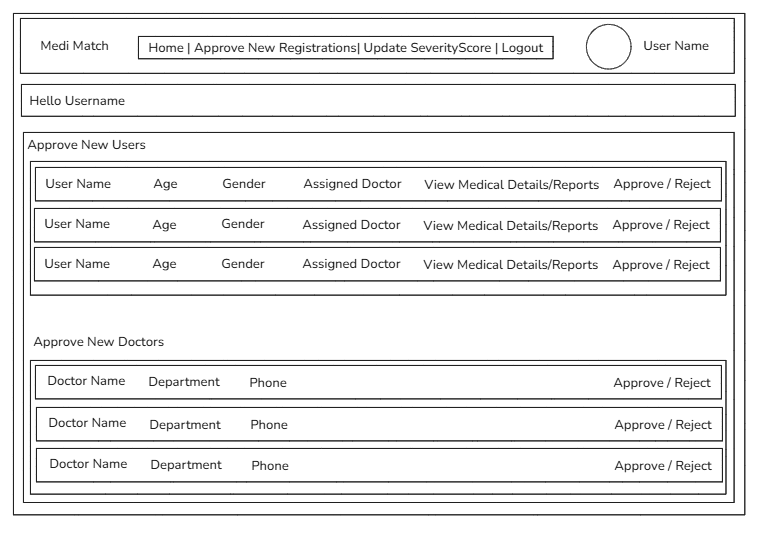 Medi Match Home | Approve New Registrations| Update SeverityScore | Logout User Name
Hello Username
Approve New Users
User Name Age Gender Assigned Doctor View Medical Details/Reports Approve / Reject
User Name Age Gender Assigned Doctor View Medical Details/Reports Approve / Reject
User Name Age Gender Assigned Doctor View Medical Details/Reports Approve / Reject
Approve New Doctors
Doctor Name Department Phone Approve / Reject
Doctor Name Department Phone Approve / Reject
Doctor Name Department Phone Approve / Reject